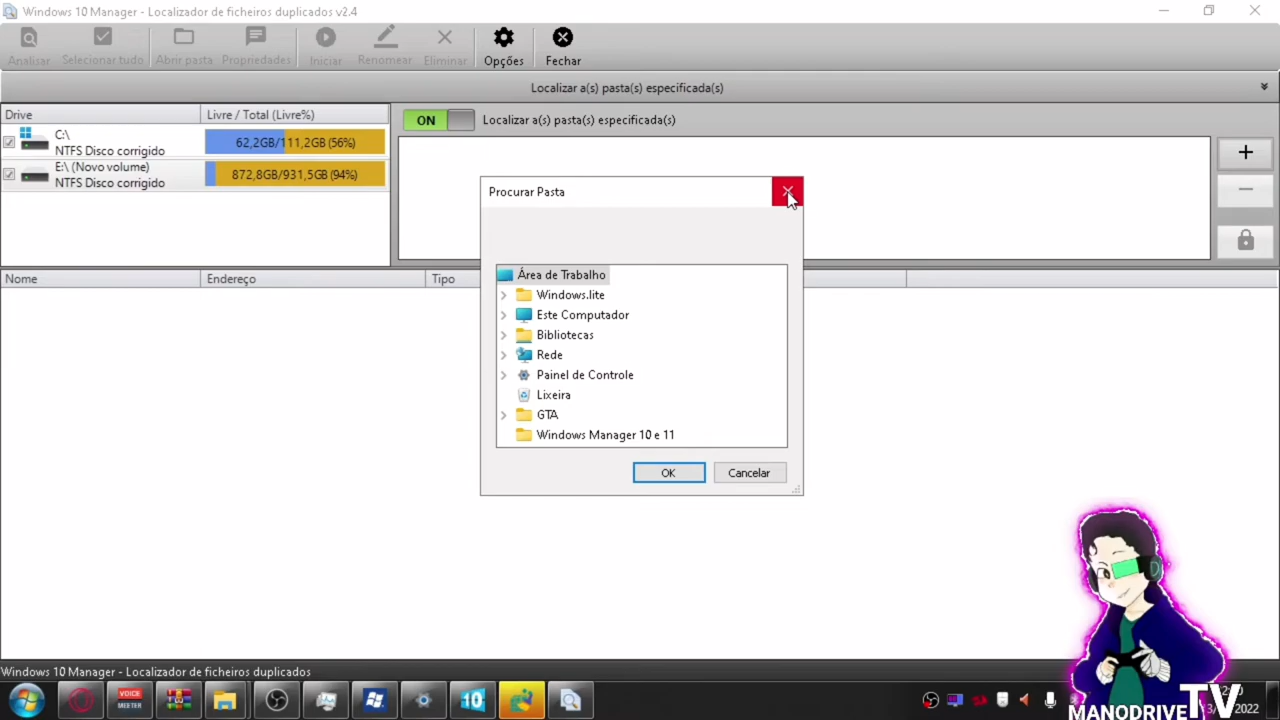 Windows 10 Manager - Localizador de ficheiros duplicados v2.4
Analisar Selecionar tudo Abrir pasta Propriedades Iniciar Renomear Eliminar Opções Fechar
Localizar a(s) pasta(s) especificada(s)
Drive Livre / Total (Livre%)
C:\
NTFS Disco corrigido
62,2GB/111,2GB (56%)
E:\ (Novo volume)
NTFS Disco corrigido
872,8GB/931,5GB (94%)
ON Localizar a(s) pasta(s) especificada(s)
Procurar Pasta
Área de Trabalho
Windows.lite
Este Computador
Bibliotecas
Rede
Painel de Controle
Lixeira
GTA
Windows Manager 10 e 11
OK Cancelar
Nome Endereço Tipo
Windows 10 Manager - Localizador de ficheiros duplicados
VOICE
MEETER
10
2022
MANODRIVE TV